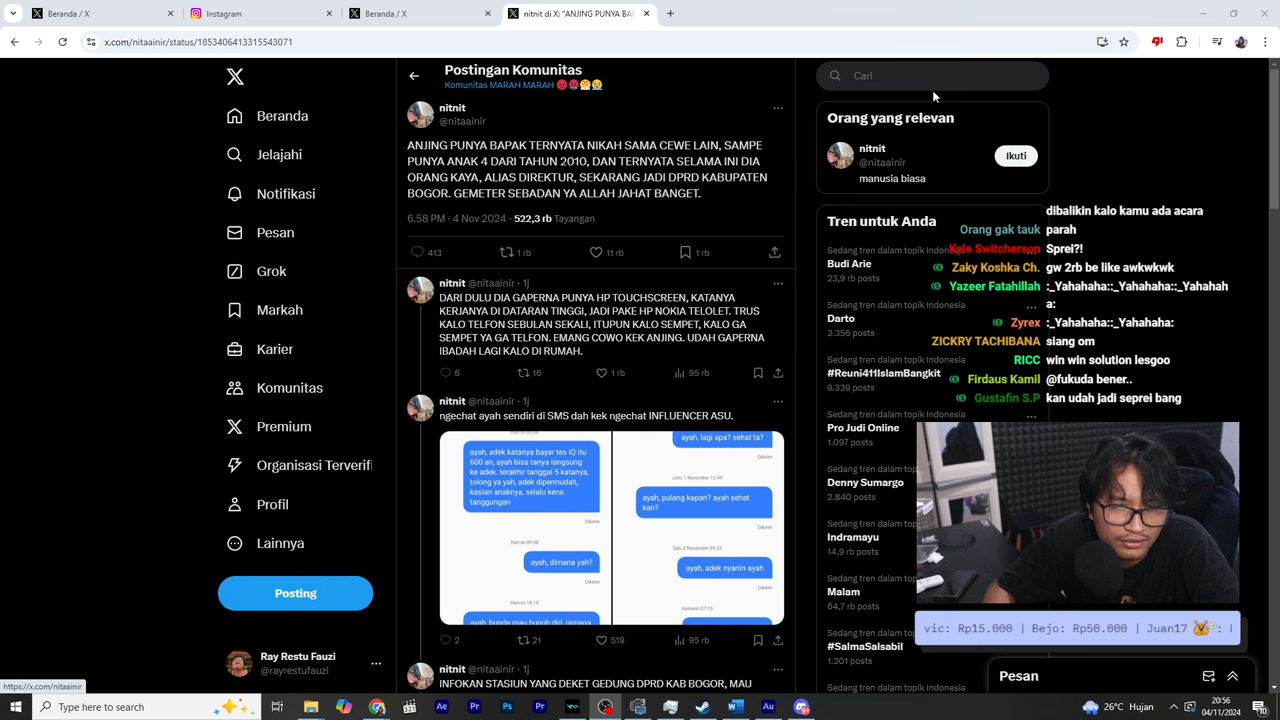 Beranda / X
Instagram
Beranda / X
nitnit di X: "ANJING PUNYA BAP
x.com/nitaainir/status/1853406413315543071
Beranda
Jelajahi
Notifikasi
Pesan
Grok
Markah
Karier
Komunitas
Premium
Organisasi Terverifi
Profil
Lainnya
Posting
Ray Restu Fauzi
@rayrestufauzi
https://x.com/nitaainir
Postingan Komunitas
Komunitas MARAH MARAH
nitnit
@nitaainir
ANJING PUNYA BAPAK TERNYATA NIKAH SAMA CEWE LAIN, SAMPE
PUNYA ANAK 4 DARI TAHUN 2010, DAN TERNYATA SELAMA INI DIA
ORANG KAYA, ALIAS DIREKTUR, SEKARANG JADI DPRD KABUPATEN
BOGOR. GEMETER SEBADAN YA ALLAH JAHAT BANGET.
6.58 PM · 4 Nov 2024 · 522,3 rb Tayangan
413 1 rb 11 rb 1 rb
nitnit @nitaainir · 1j
DARI DULU DIA GAPERNA PUNYA HP TOUCHSCREEN, KATANYA
KERJANYA DI DATARAN TINGGI, JADI PAKE HP NOKIA TELOLET. TRUS
KALO TELFON SEBULAN SEKALI, ITUPUN KALO SEMPET, KALO GA
SEMPET YA GA TELFON. EMANG COWO KEK ANJING. UDAH GAPERNA
IBADAH LAGI KALO DI RUMAH.
6 16 1 rb 95 rb
nitnit @nitaainir · 1j
ngechat ayah sendiri di SMS dah kek ngechat INFLUENCER ASU.
ayah, adek katanya bayar tes IQ itu
600 an, ayah bisa tanya langsung
ke adek. terakhir tanggal 5 katanya,
tolong ya yah, adek dipermudah,
kasian anaknya, selalu kena
tanggungan
Dikirim
Hari ini 09.00
ayah, dimana yah?
Dikirim
Hari ini 18.15
ayah, bunda mau bunuh diri, gimana
ayah, lagi apa? sehat ta?
Dikirim
Jum, 1 November 12.49
ayah, pulang kapan? ayah sehat
kan?
Dikirim
Sab, 2 November 09.23
ayah, adek nyariin ayah
Dikirim
Kemarin 07.15
2 21 518 95 rb
nitnit @nitaainir · 1j
INFOKAN STASIUN YANG DEKET GEDUNG DPRD KAB BOGOR, MAU
Cari
Orang yang relevan
nitnit
@nitaainir
Ikuti
manusia biasa
Tren untuk Anda
Sedang tren dalam topik Indonesia
Budi Arie
23,9 rb posts
Sedang tren dalam topik Indonesia
Darto
2.356 posts
Sedang tren dalam topik Indonesia
#Reuni411IslamBangkit
9.339 posts
Sedang tren dalam topik Indonesia
Pro Judi Online
1.097 posts
Sedang tren dalam top
Denny Sumargo
2.840 posts
Sedang tren dalam top
Indramayu
14,9 rb posts
Sedang tren dalam top
Malam
64,7 rb posts
Sedang tren dalam top
#SalmaSalsabil
1.301 posts
dibalikin kalo kamu ada acara
Orang gak tauk parah
Kyle Switcherson Sprei?!
Zaky Koshka Ch. gw 2rb be like awkwkwk
Yazeer Fatahillah :_Yahahaha::_Yahahaha::_Yahahah
a:
Zyrex :_Yahahaha::_Yahahaha:
ZICKRY TACHIBANA siang om
RICC win win solution lesgoo
Firdaus Kamil @fukuda bener..
Gustafin S.P kan udah jadi seprei bang
vic: Rp15.000 | Bejo: Rp50.000 | Juan17
Pesan
Type here to search
26°C Hujan
20:56
04/11/2024
10